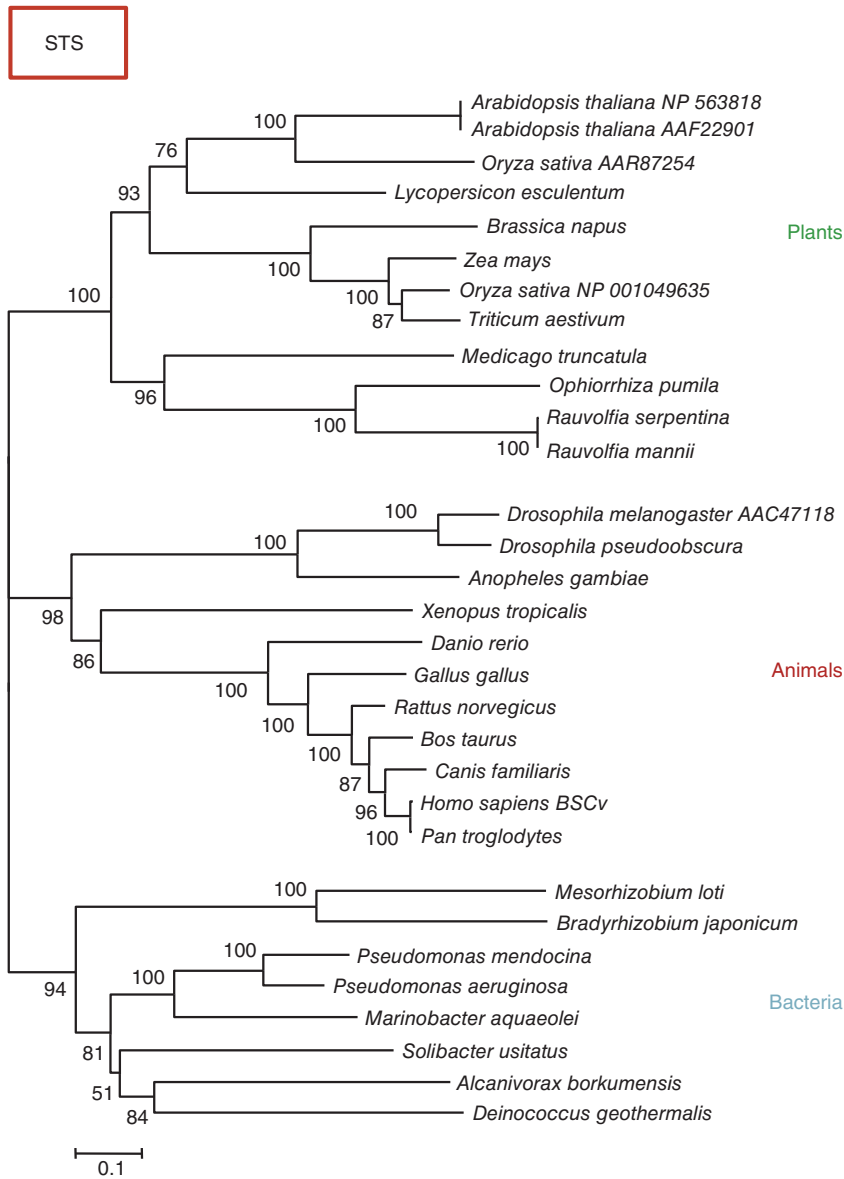 STS
Arabidopsis thaliana NP 563818
100
Arabidopsis thaliana AAF22901
76
Oryza sativa AAR87254
93
Lycopersicon esculentum
Brassica napus
Plants
100
Zea mays
100
Oryza sativa NP 001049635
100
87
Triticum aestivum
Medicago truncatula
96
Ophiorrhiza pumila
100
Rauvolfia serpentina
100
Rauvolfia mannii
100
Drosophila melanogaster AAC47118
100
Drosophila pseudoobscura
Anopheles gambiae
98
Xenopus tropicalis
86
Danio rerio
100
Gallus gallus
Animals
100
Rattus norvegicus
100
Bos taurus
87
Canis familiaris
96
Homo sapiens BSCv
100
Pan troglodytes
100
Mesorhizobium loti
Bradyrhizobium japonicum
100
Pseudomonas mendocina
100
94
Pseudomonas aeruginosa
Bacteria
Marinobacter aquaeolei
81
Solibacter usitatus
51
Alcanivorax borkumensis
84
Deinococcus geothermalis
0.1